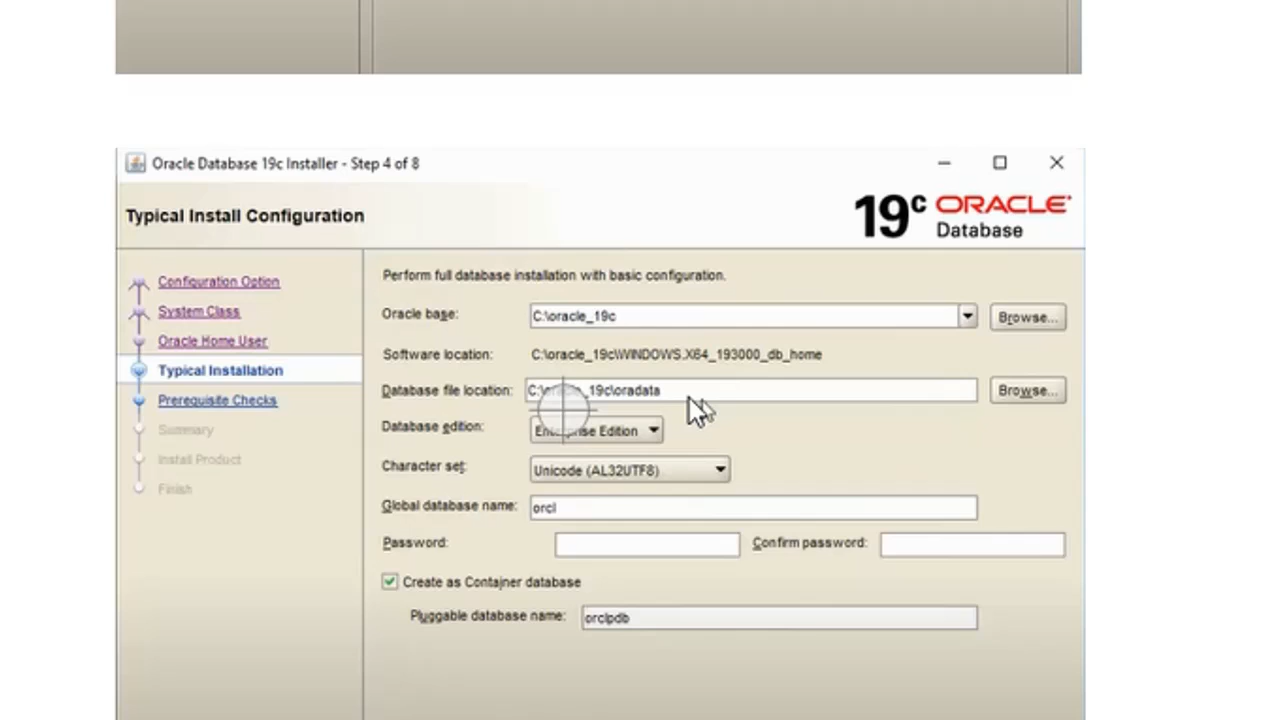 Oracle Database 19c Installer - Step 4 of 8
Typical Install Configuration
19c ORACLE
Database
Configuration Option
System Class
Oracle Home User
Typical Installation
Prerequisite Checks
Summary
Install Product
Finish
Perform full database installation with basic configuration.
Oracle base: C:\oracle_19c Browse...
Software location: C:\oracle_19c\WINDOWS.X64_193000_db_home
Database file location: C:\oracle_19c\oradata Browse...
Database edition: Enterprise Edition
Character set: Unicode (AL32UTF8)
Global database name: orcl
Password: Confirm password:
Create as Container database
Pluggable database name: orclpdb